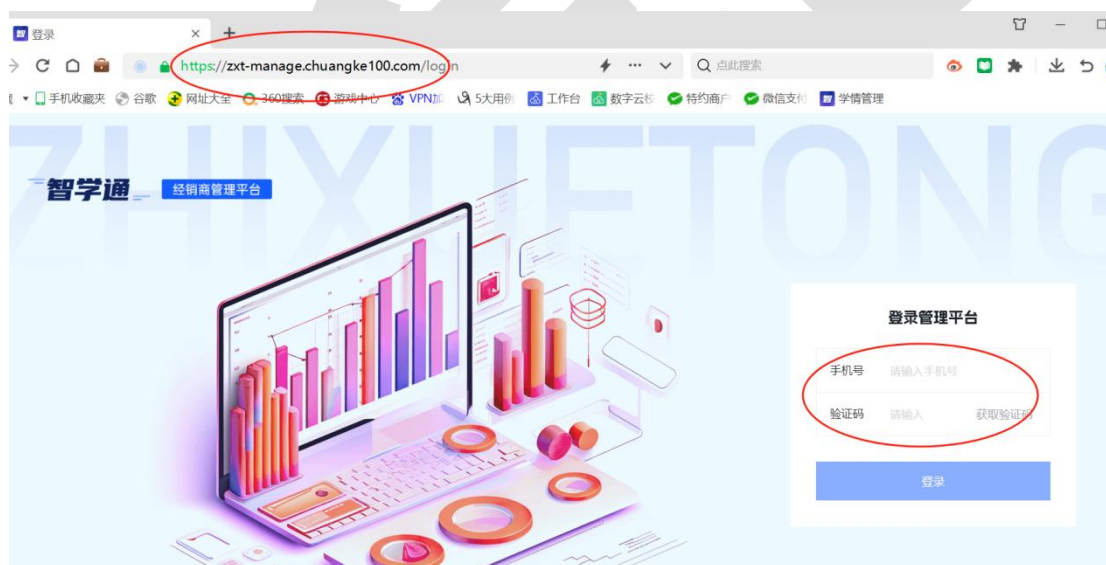 登录 × +
https://zxt-manage.chuangke100.com/login
点此搜索
手机收藏夹 谷歌 网址大全 360搜索 游戏中心 VPN加 5大用例 工作台 数字云校 特约商户 微信支付 学情管理
ZHIXUETONG
智学通 经销商管理平台
登录管理平台
手机号 请输入手机号
验证码 请输入 获取验证码
登录